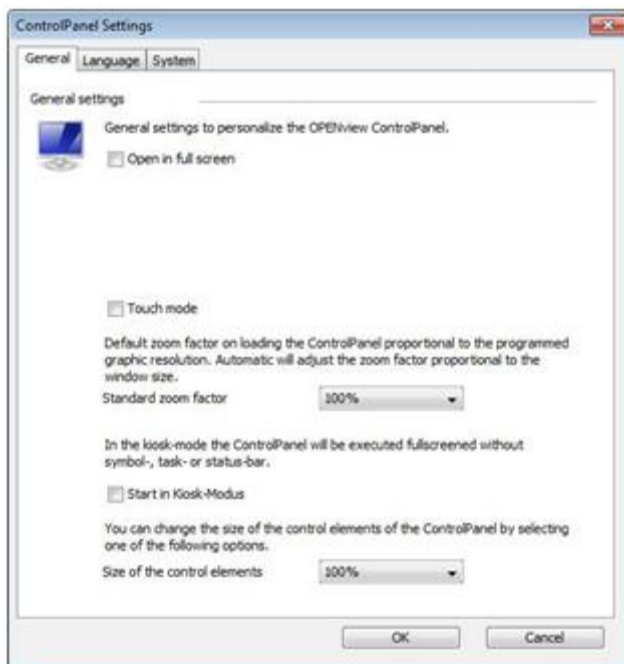 ControlPanel Settings
General Language System
General settings
General settings to personalize the OPENview ControlPanel.
Open in full screen
Touch mode
Default zoom factor on loading the ControlPanel proportional to the programmed
graphic resolution. Automatic will adjust the zoom factor proportional to the
window size.
Standard zoom factor 100%
In the kiosk-mode the ControlPanel will be executed fullscreened without
symbol-, task- or status-bar.
Start in Kiosk-Modus
You can change the size of the control elements of the ControlPanel by selecting
one of the following options.
Size of the control elements 100%
OK Cancel